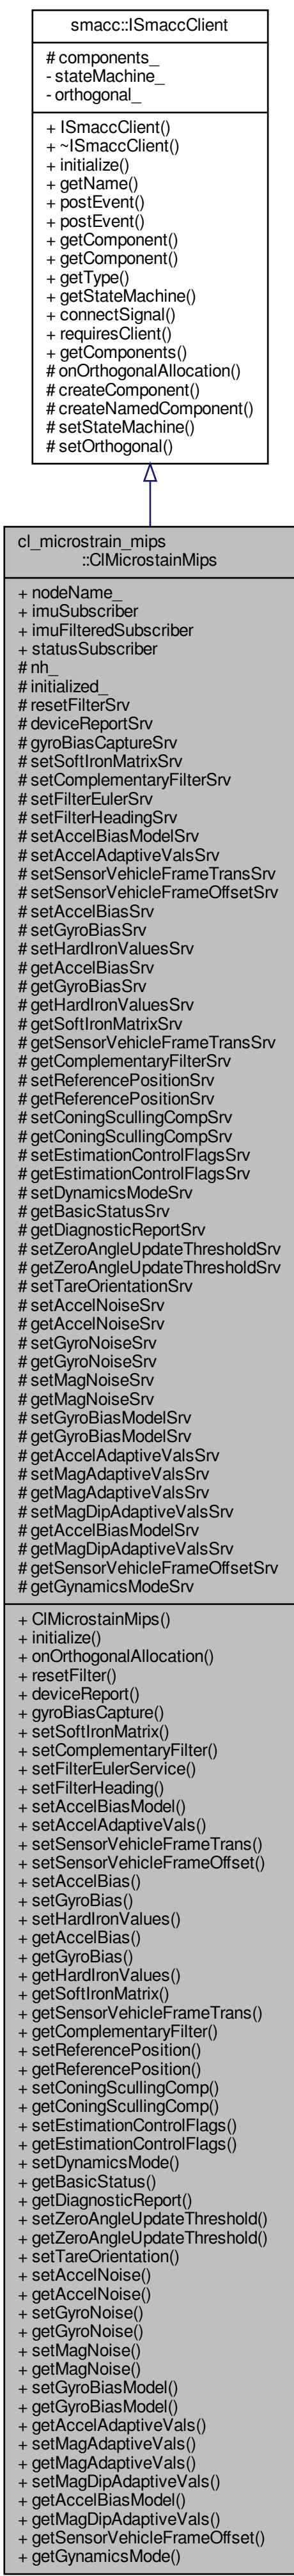 smacc::ISmaccClient
# components_
- stateMachine_
- orthogonal_
+ ISmaccClient()
+ ~ISmaccClient()
+ initialize()
+ getName()
+ postEvent()
+ postEvent()
+ getComponent()
+ getComponent()
+ getType()
+ getStateMachine()
+ connectSignal()
+ requiresClient()
+ getComponents()
# onOrthogonalAllocation()
# createComponent()
# createNamedComponent()
# setStateMachine()
# setOrthogonal()
cl_microstrain_mips
::ClMicrostainMips
+ nodeName_
+ imuSubscriber
+ imuFilteredSubscriber
+ statusSubscriber
# nh_
# initialized_
# resetFilterSrv
# deviceReportSrv
# gyroBiasCaptureSrv
# setSoftIronMatrixSrv
# setComplementaryFilterSrv
# setFilterEulerSrv
# setFilterHeadingSrv
# setAccelBiasModelSrv
# setAccelAdaptiveValsSrv
# setSensorVehicleFrameTransSrv
# setSensorVehicleFrameOffsetSrv
# setAccelBiasSrv
# setGyroBiasSrv
# setHardIronValuesSrv
# getAccelBiasSrv
# getGyroBiasSrv
# getHardIronValuesSrv
# getSoftIronMatrixSrv
# getSensorVehicleFrameTransSrv
# getComplementaryFilterSrv
# setReferencePositionSrv
# getReferencePositionSrv
# setConingScullingCompSrv
# getConingScullingCompSrv
# setEstimationControlFlagsSrv
# getEstimationControlFlagsSrv
# setDynamicsModeSrv
# getBasicStatusSrv
# getDiagnosticReportSrv
# setZeroAngleUpdateThresholdSrv
# getZeroAngleUpdateThresholdSrv
# setTareOrientationSrv
# setAccelNoiseSrv
# getAccelNoiseSrv
# setGyroNoiseSrv
# getGyroNoiseSrv
# setMagNoiseSrv
# getMagNoiseSrv
# setGyroBiasModelSrv
# getGyroBiasModelSrv
# getAccelAdaptiveValsSrv
# setMagAdaptiveValsSrv
# getMagAdaptiveValsSrv
# setMagDipAdaptiveValsSrv
# getAccelBiasModelSrv
# getMagDipAdaptiveValsSrv
# getSensorVehicleFrameOffsetSrv
# getGynamicsModeSrv
+ ClMicrostainMips()
+ initialize()
+ onOrthogonalAllocation()
+ resetFilter()
+ deviceReport()
+ gyroBiasCapture()
+ setSoftIronMatrix()
+ setComplementaryFilter()
+ setFilterEulerService()
+ setFilterHeading()
+ setAccelBiasModel()
+ setAccelAdaptiveVals()
+ setSensorVehicleFrameTrans()
+ setSensorVehicleFrameOffset()
+ setAccelBias()
+ setGyroBias()
+ setHardIronValues()
+ getAccelBias()
+ getGyroBias()
+ getHardIronValues()
+ getSoftIronMatrix()
+ getSensorVehicleFrameTrans()
+ getComplementaryFilter()
+ setReferencePosition()
+ getReferencePosition()
+ setConingScullingComp()
+ getConingScullingComp()
+ setEstimationControlFlags()
+ getEstimationControlFlags()
+ setDynamicsMode()
+ getBasicStatus()
+ getDiagnosticReport()
+ setZeroAngleUpdateThreshold()
+ getZeroAngleUpdateThreshold()
+ setTareOrientation()
+ setAccelNoise()
+ getAccelNoise()
+ setGyroNoise()
+ getGyroNoise()
+ setMagNoise()
+ getMagNoise()
+ setGyroBiasModel()
+ getGyroBiasModel()
+ getAccelAdaptiveVals()
+ setMagAdaptiveVals()
+ getMagAdaptiveVals()
+ setMagDipAdaptiveVals()
+ getAccelBiasModel()
+ getMagDipAdaptiveVals()
+ getSensorVehicleFrameOffset()
+ getGynamicsMode()